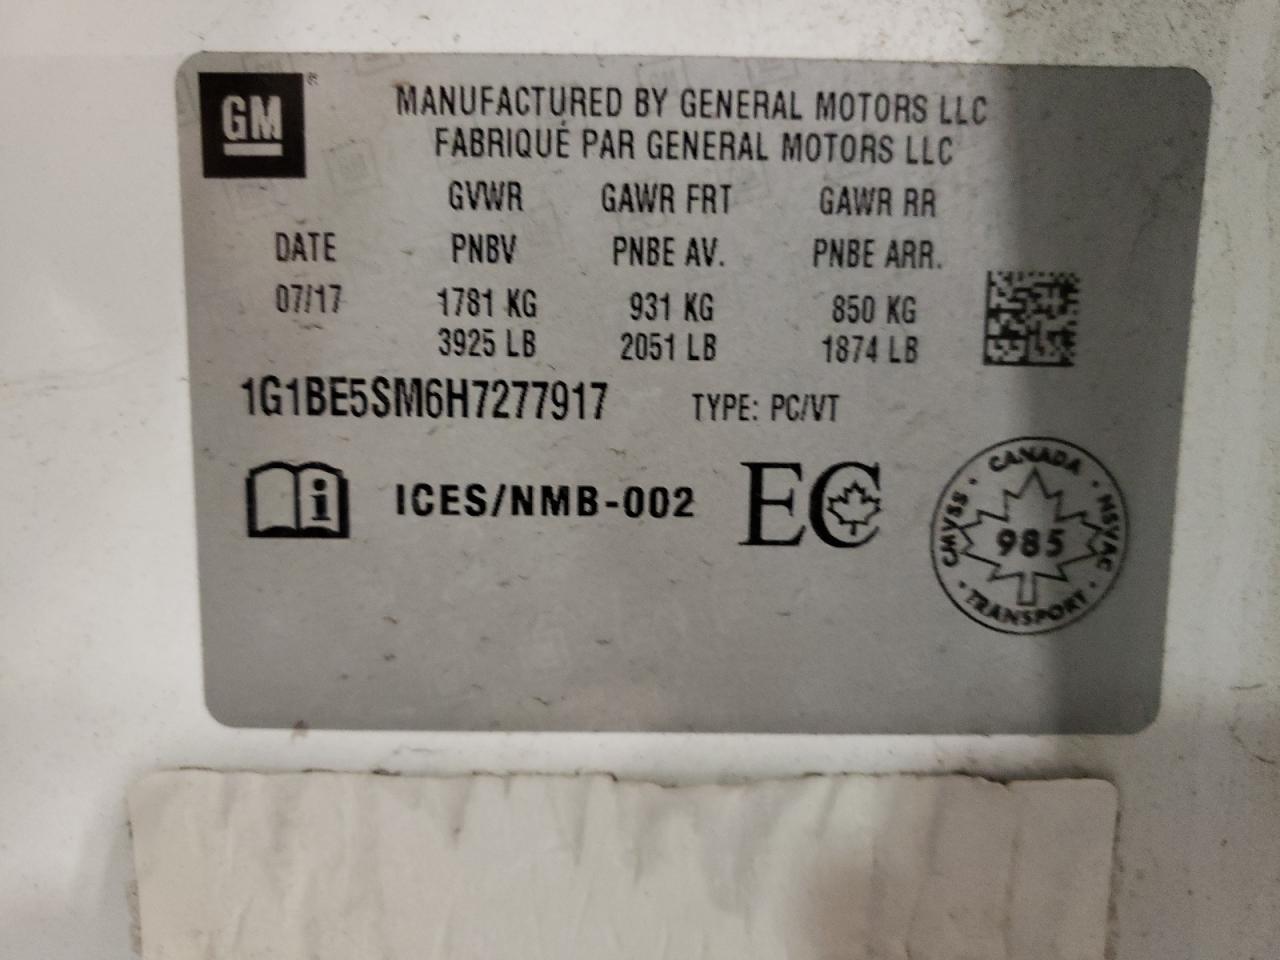 GM ®
MANUFACTURED BY GENERAL MOTORS LLC
FABRIQUÉ PAR GENERAL MOTORS LLC
GVWR GAWR FRT GAWR RR
DATE PNBV PNBE AV. PNBE ARR.
07/17 1781 KG 931 KG 850 KG
3925 LB 2051 LB 1874 LB
1G1BE5SM6H7277917 TYPE: PC/VT
i ICES/NMB-002 EC
CANADA
CMVSS · 985 · NSVAC
TRANSPORT